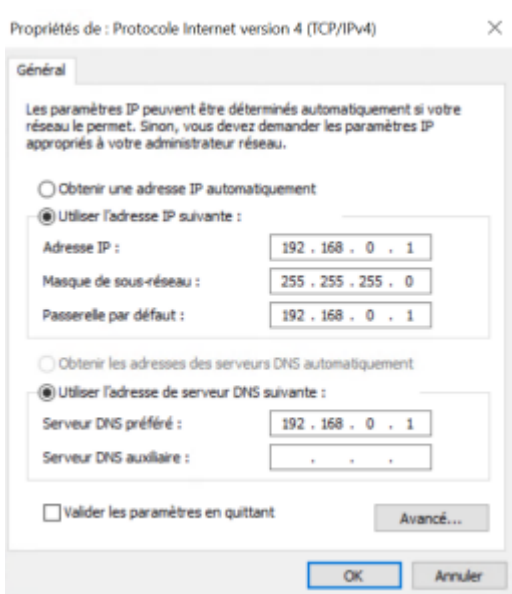 Propriétés de : Protocole Internet version 4 (TCP/IPv4)
Général
Les paramètres IP peuvent être déterminés automatiquement si votre
réseau le permet. Sinon, vous devez demander les paramètres IP
appropriés à votre administrateur réseau.
Obtenir une adresse IP automatiquement
Utiliser l'adresse IP suivante :
Adresse IP : 192 . 168 . 0 . 1
Masque de sous-réseau : 255 . 255 . 255 . 0
Passerelle par défaut : 192 . 168 . 0 . 1
Obtenir les adresses des serveurs DNS automatiquement
Utiliser l'adresse de serveur DNS suivante :
Serveur DNS préféré : 192 . 168 . 0 . 1
Serveur DNS auxiliaire : . . .
Valider les paramètres en quittant
Avancé...
OK Annuler